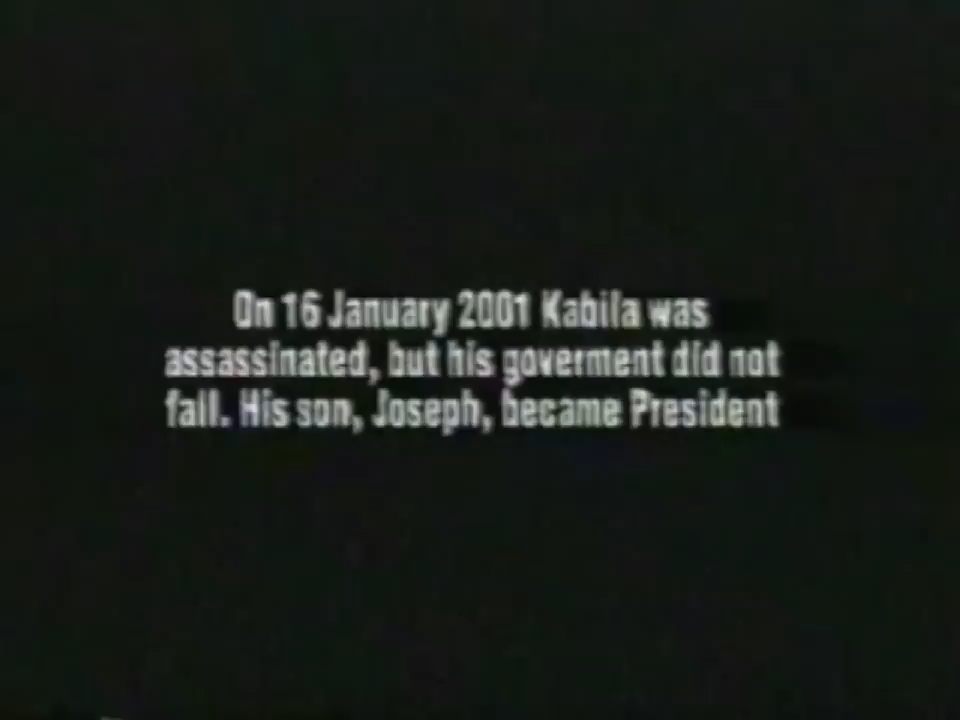 On 16 January 2001 Kabila was
assassinated, but his goverment did not
fall. His son, Joseph, became President